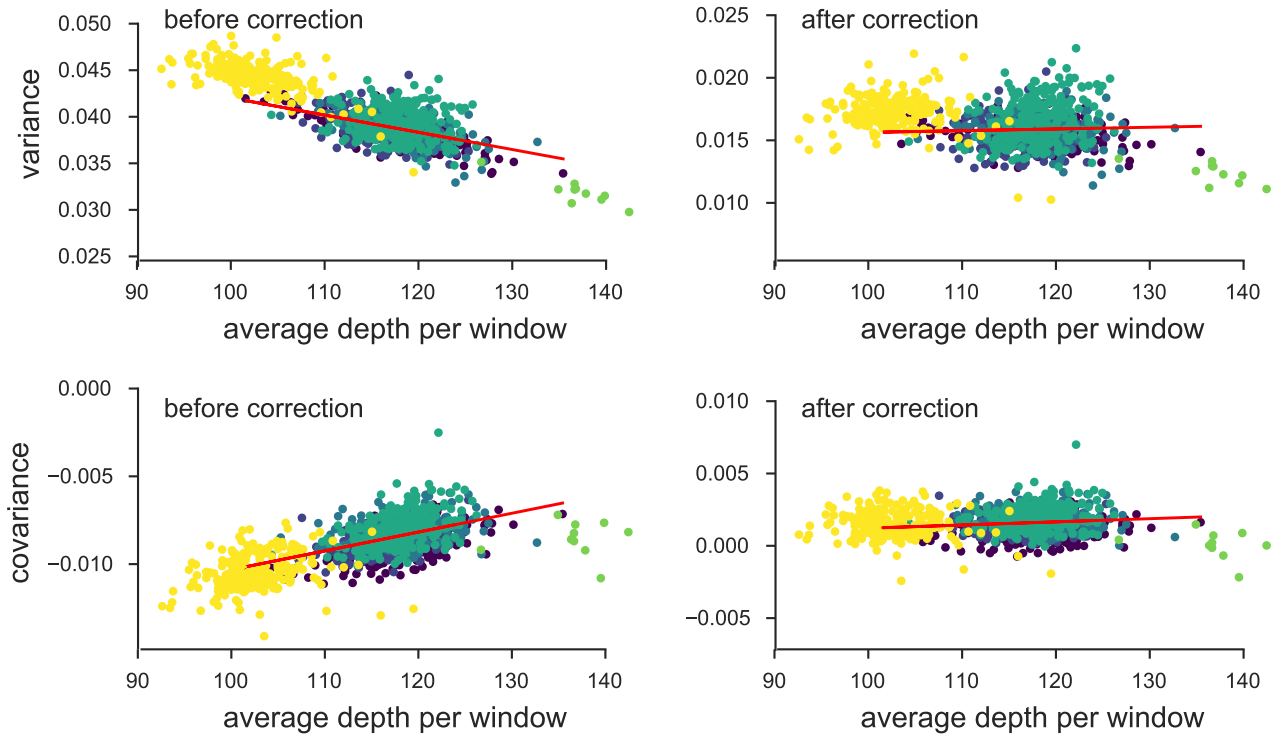 before correction
0.050
0.045
0.040
0.035
0.030
0.025
variance
90 100 110 120 130 140
average depth per window
after correction
0.025
0.020
0.015
0.010
90 100 110 120 130 140
average depth per window
before correction
0.000
−0.005
−0.010
covariance
90 100 110 120 130 140
average depth per window
after correction
0.010
0.005
0.000
−0.005
90 100 110 120 130 140
average depth per window